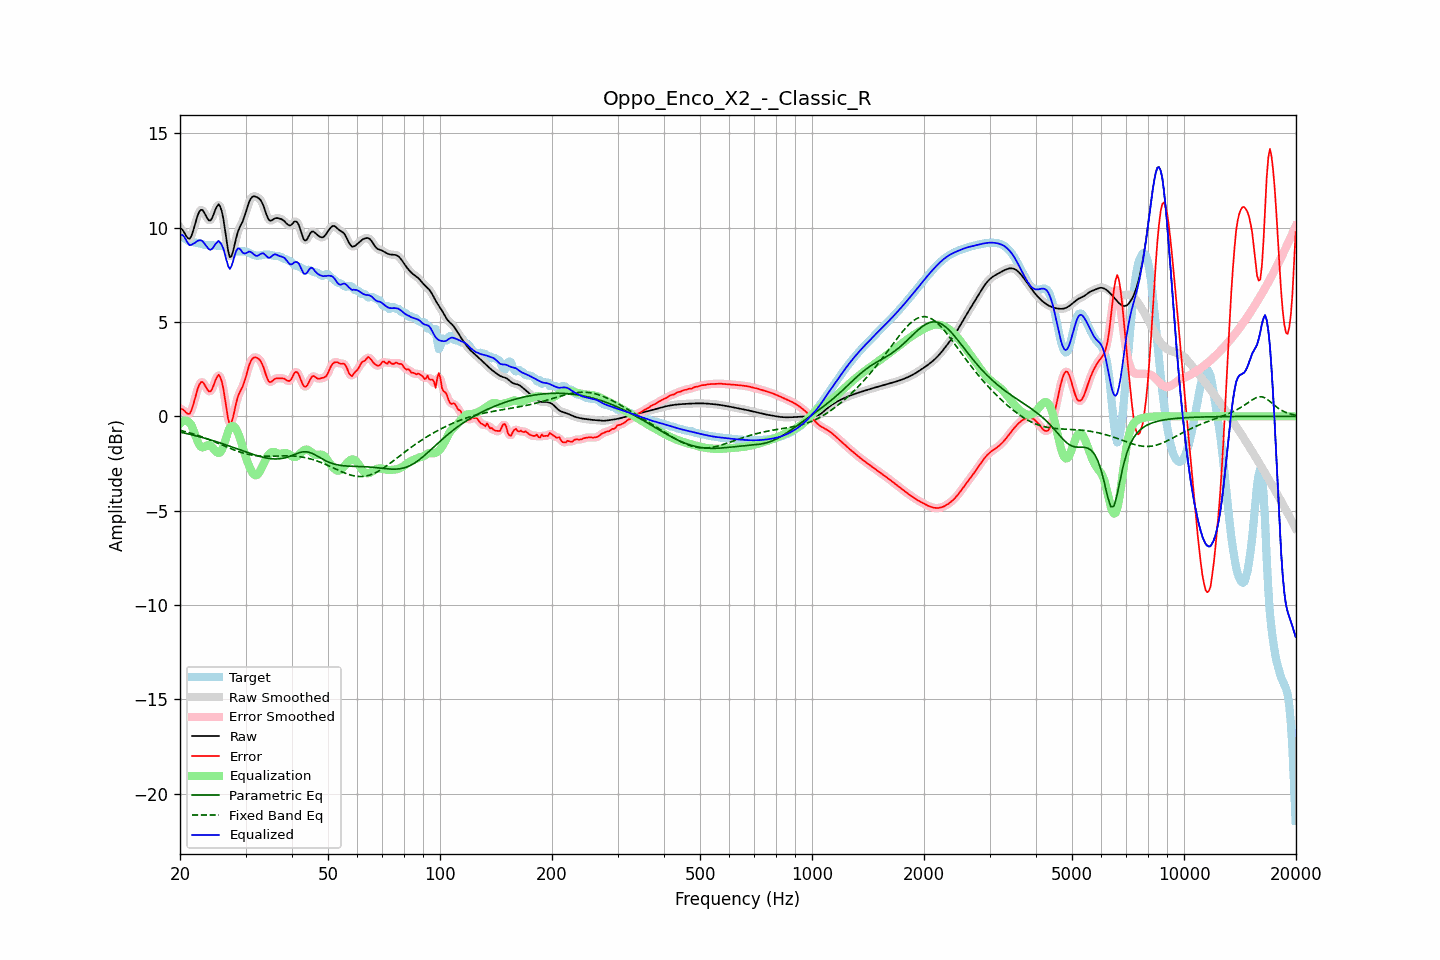 Oppo_Enco_X2_-_Classic_R
15
10
5
0
−5
−10
−15
−20
Amplitude (dBr)
Target
Raw Smoothed
Error Smoothed
Raw
Error
Equalization
Parametric Eq
Fixed Band Eq
Equalized
20
50
100
200
500
1000
2000
5000
10000
20000
Frequency (Hz)